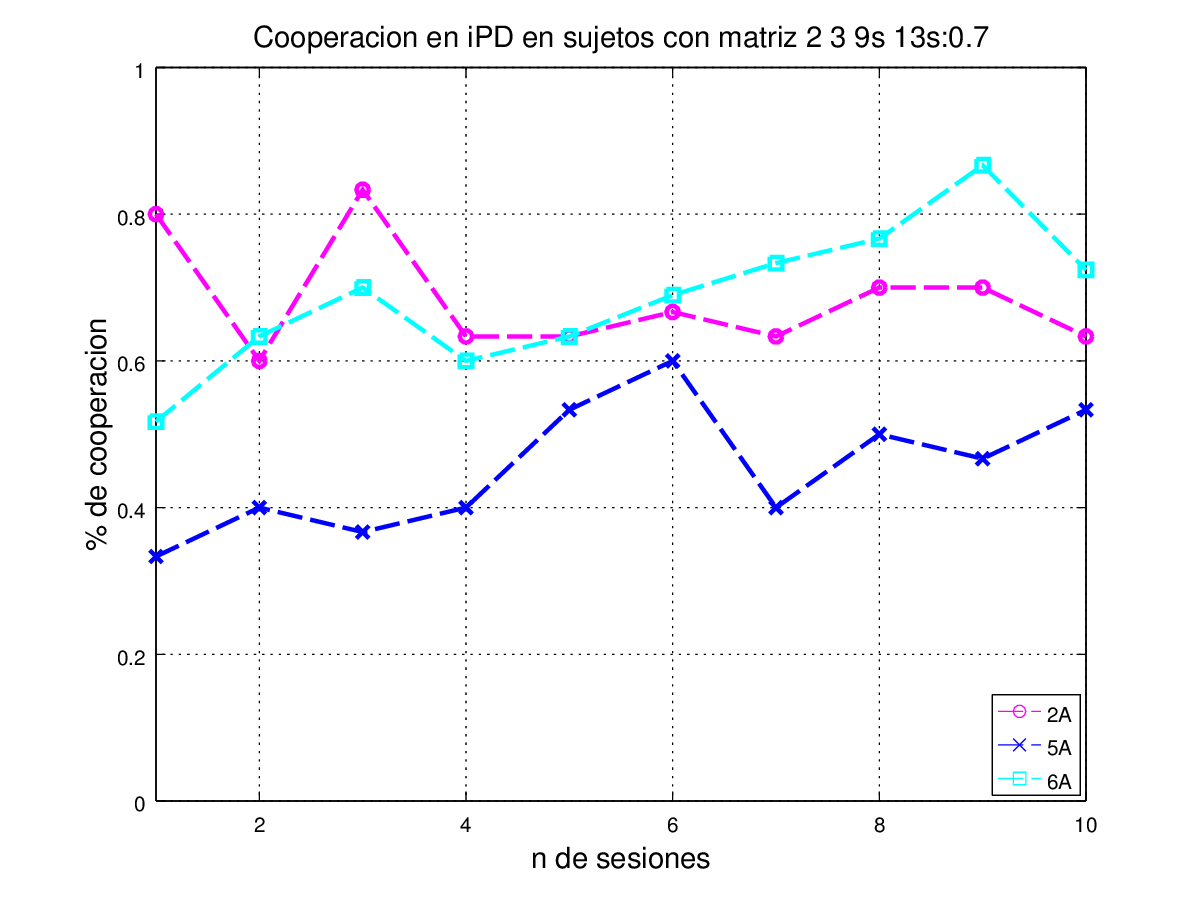 Cooperacion en iPD en sujetos con matriz 2 3 9s 13s:0.7
1
0.8
0.6
0.4
0.2
0
% de cooperacion
2 4 6 8 10
n de sesiones
2A
5A
6A